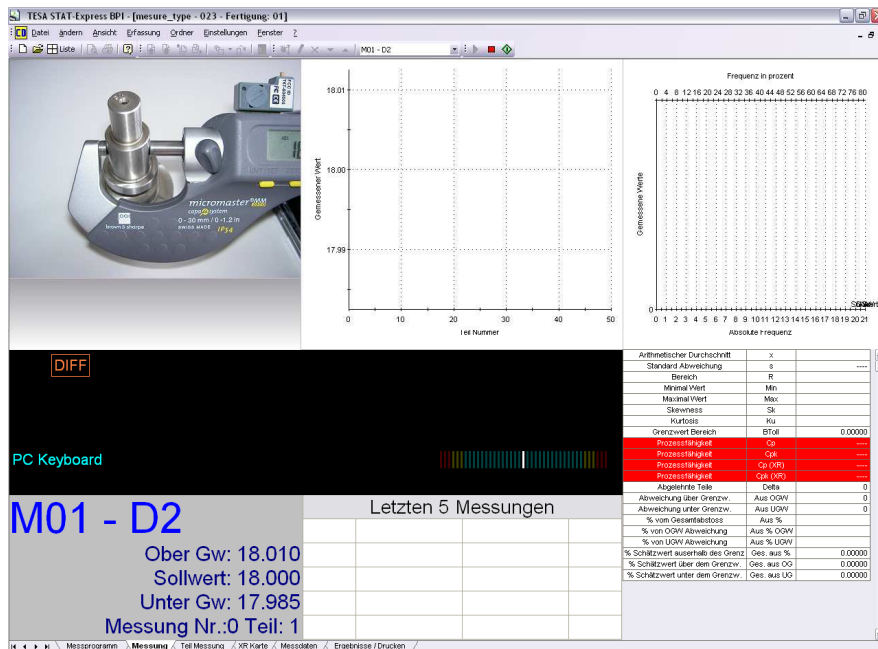 TESA STAT-Express BP1 - [mesure_type - 023 - Fertigung: 01]
Datei ändern Ansicht Erfassung Ordner Einstellungen Fenster ?
Liste M01 - D2
micromaster
capa system
0 - 30 mm / 0 -1.2 in
SWISS MADE IP54
brown & sharpe
Gemessener Wert
18.01
18.00
17.99
0 10 20 30 40 50
Teil Nummer
Frequenz in prozent
0 4 8 12 16 20 24 28 32 36 40 44 48 52 56 60 64 68 72 76 80
Gemessene Werte
0
0 1 2 3 4 5 6 7 8 9 10 11 12 13 14 15 16 17 18 19 20 21
Absolute Frequenz
DIFF
PC Keyboard
Arithmetischer Durchschnitt x
Standard Abweichung s ----
Bereich R
Minimal Wert Min
Maximal Wert Max
Skewness Sk
Kurtosis Ku
Grenzwert Bereich BToll 0.00000
Prozessfähigkeit Cp ----
Prozessfähigkeit Cpk ----
Prozessfähigkeit Cp (XR) ----
Prozessfähigkeit Cpk (XR) ----
Abgelehnte Teile Delta 0
Abweichung über Grenzw. Aus OGW 0
Abweichung unter Grenzw. Aus UGW 0
% vom Gesamtabstoss Aus %
% von OGW Abweichung Aus % OGW
% von UGW Abweichung Aus % UGW
% Schätzwert auserhalb des Grenz Ges. aus % 0.00000
% Schätzwert über dem Grenzw. Ges. aus OG 0.00000
% Schätzwert unter dem Grenzw. Ges. aus UG 0.00000
M01 - D2
Ober Gw: 18.010
Sollwert: 18.000
Unter Gw: 17.985
Messung Nr.:0 Teil: 1
Letzten 5 Messungen
Messprogramm Messung Teil Messung XR Karte Messdaten Ergebnisse / Drucken